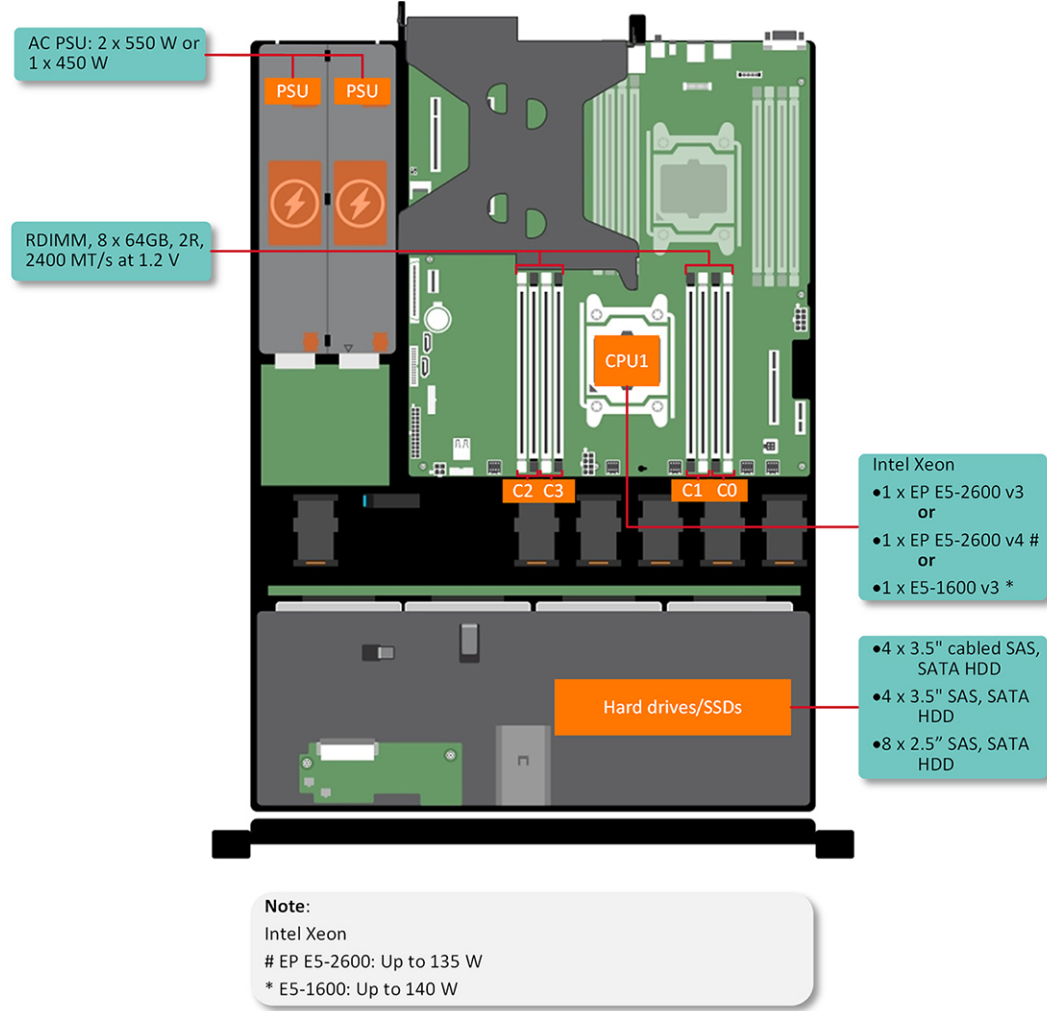 AC PSU: 2 x 550 W or
1 x 450 W
PSU
PSU
RDIMM, 8 x 64GB, 2R,
2400 MT/s at 1.2 V
CPU1
C2 C3
C1 C0
Intel Xeon
●1 x EP E5-2600 v3
or
●1 x EP E5-2600 v4 #
or
●1 x E5-1600 v3 *
●4 x 3.5" cabled SAS,
SATA HDD
●4 x 3.5" SAS, SATA
HDD
●8 x 2.5” SAS, SATA
HDD
Hard drives/SSDs
Note:
Intel Xeon
# EP E5-2600: Up to 135 W
* E5-1600: Up to 140 W